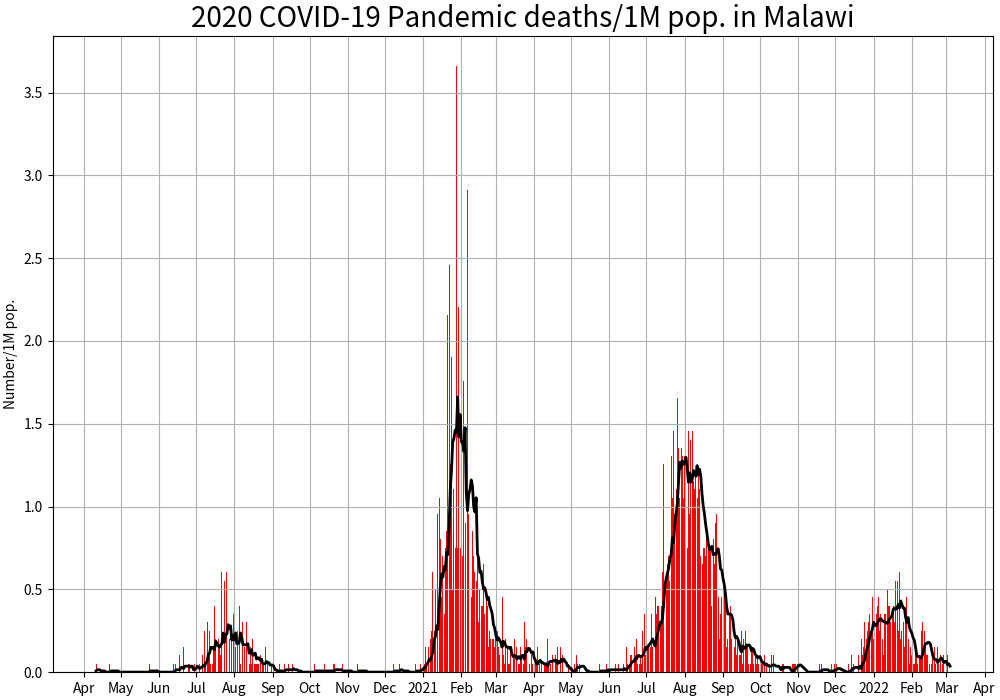 2020 COVID-19 Pandemic deaths/1M pop. in Malawi
Number/1M pop.
3.5
3.0
2.5
2.0
1.5
1.0
0.5
0.0
Apr May Jun Jul Aug Sep Oct Nov Dec 2021 Feb Mar Apr May Jun Jul Aug Sep Oct Nov Dec 2022 Feb Mar Apr